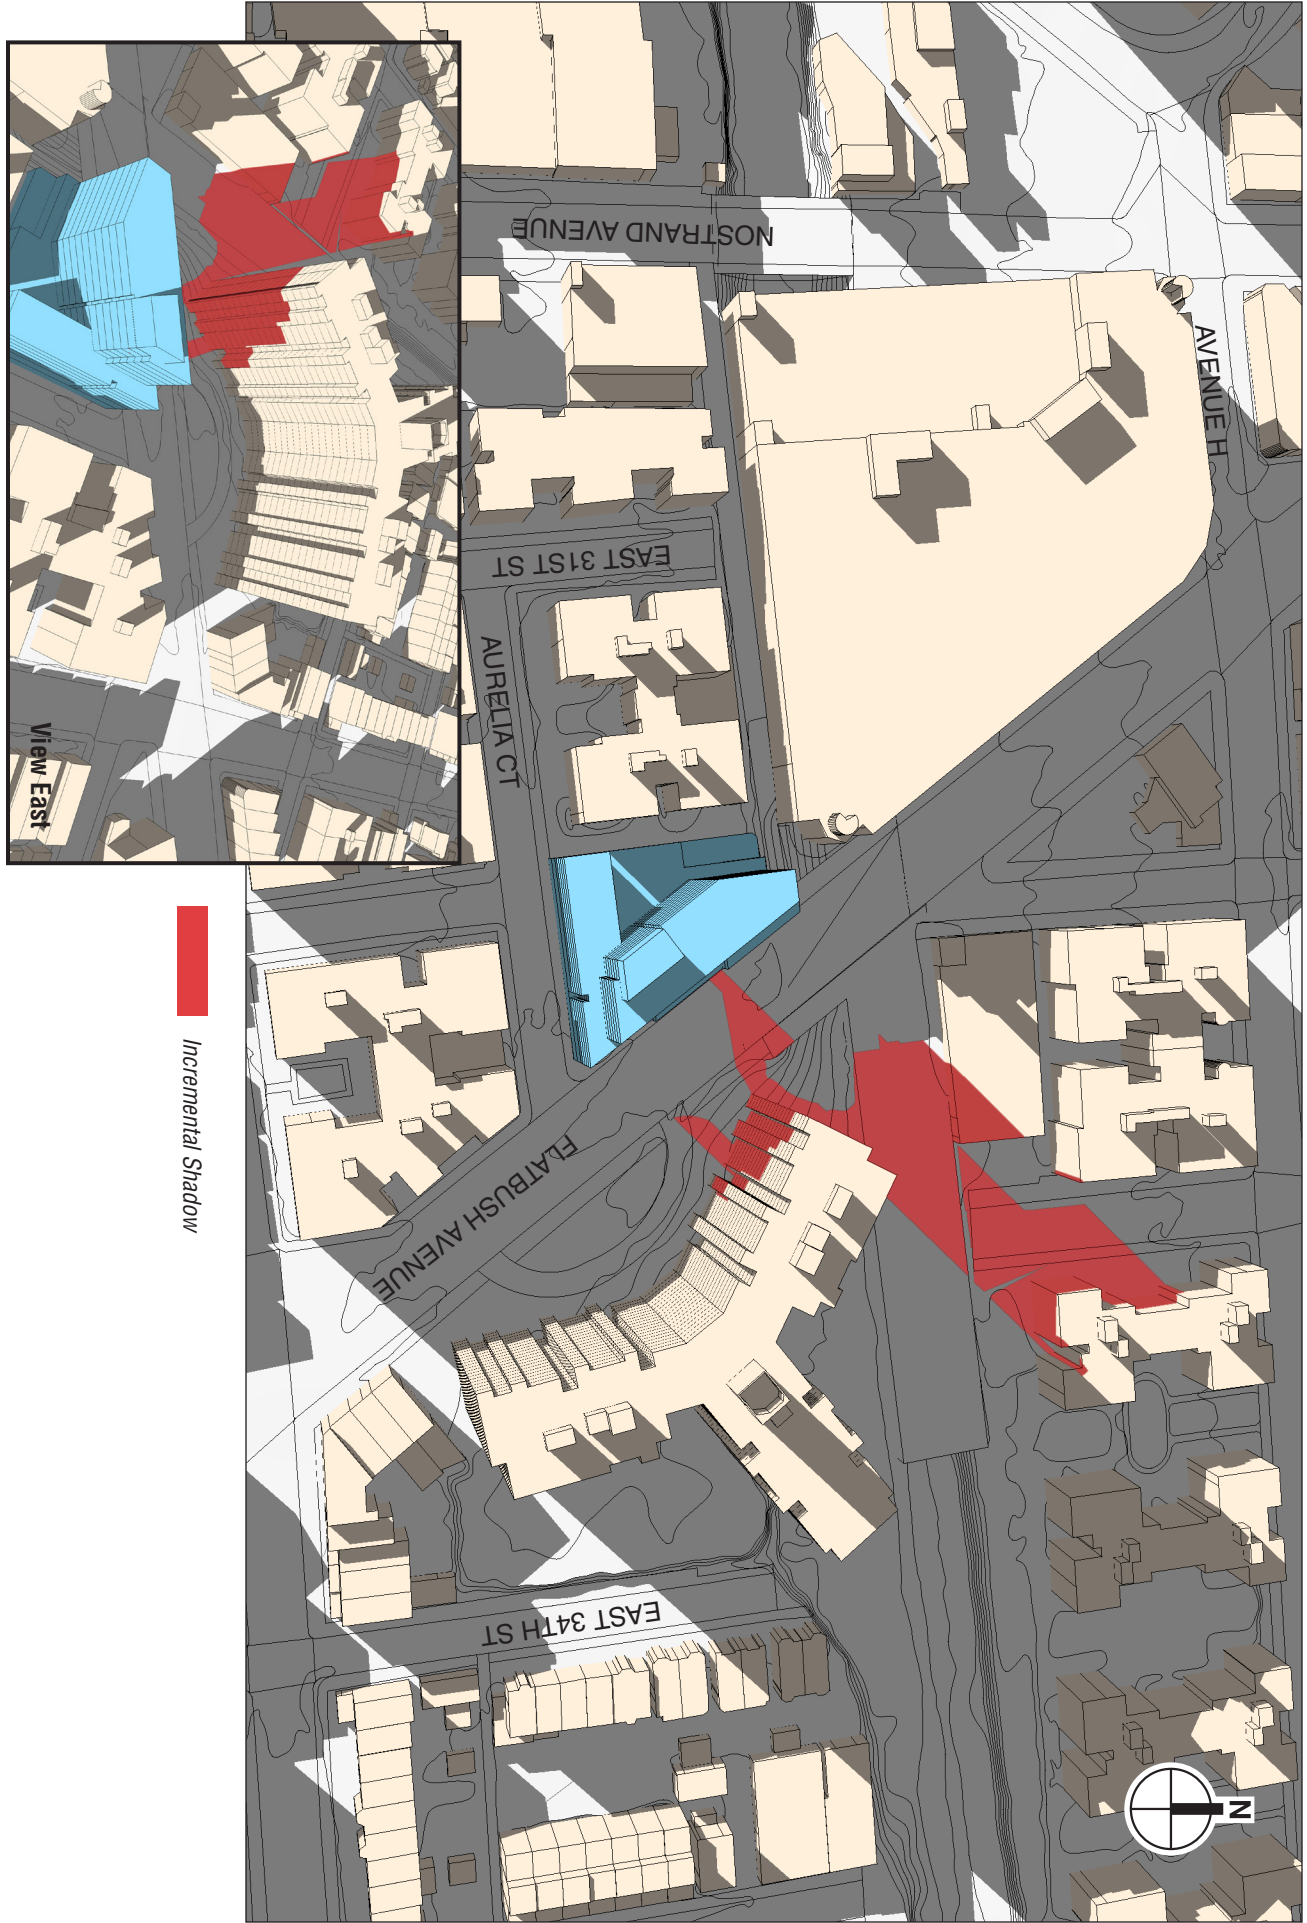 NOSTRAND AVENUE
AVENUE H
EAST 31ST ST
AURELIA CT
FLATBUSH AVENUE
EAST 34TH ST
N
View East
Incremental Shadow